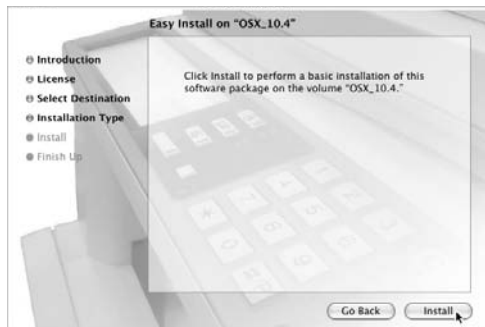 Easy Install on “OSX_10.4”
Introduction
License
Select Destination
Installation Type
Install
Finish Up
Click Install to perform a basic installation of this
software package on the volume “OSX_10.4.”
Go Back
Install